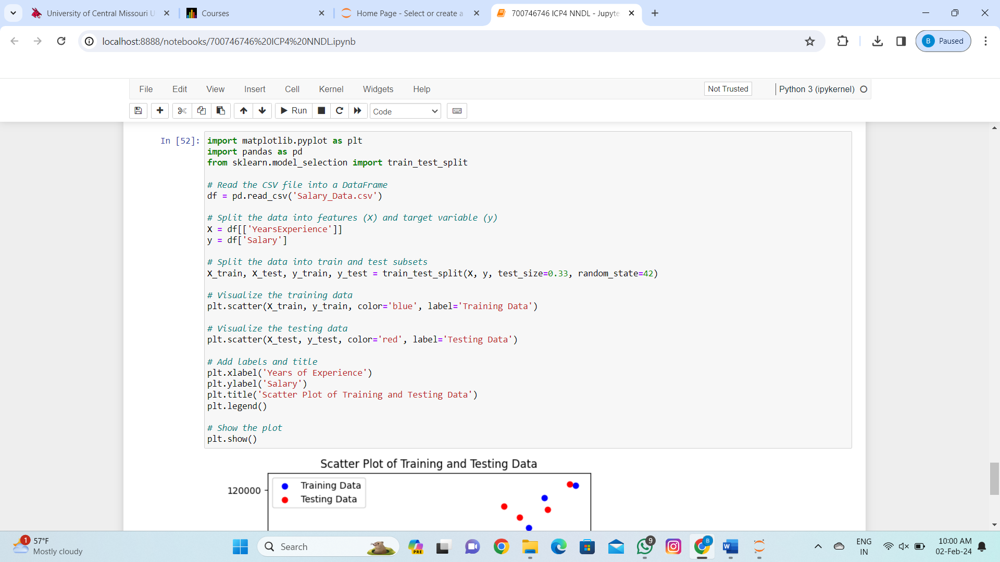 University of Central Missouri U
Courses
Home Page - Select or create a
700746746 ICP4 NNDL - Jupyte
localhost:8888/notebooks/700746746%20ICP4%20NNDL.ipynb
B Paused
File Edit View Insert Cell Kernel Widgets Help
Not Trusted
Python 3 (ipykernel)
Run
Code
In [52]:
import matplotlib.pyplot as plt
import pandas as pd
from sklearn.model_selection import train_test_split
# Read the CSV file into a DataFrame
df = pd.read_csv('Salary_Data.csv')
# Split the data into features (X) and target variable (y)
X = df[['YearsExperience']]
y = df['Salary']
# Split the data into train and test subsets
X_train, X_test, y_train, y_test = train_test_split(X, y, test_size=0.33, random_state=42)
# Visualize the training data
plt.scatter(X_train, y_train, color='blue', label='Training Data')
# Visualize the testing data
plt.scatter(X_test, y_test, color='red', label='Testing Data')
# Add labels and title
plt.xlabel('Years of Experience')
plt.ylabel('Salary')
plt.title('Scatter Plot of Training and Testing Data')
plt.legend()
# Show the plot
plt.show()
Scatter Plot of Training and Testing Data
120000
Training Data
Testing Data
1
57°F
Mostly cloudy
Search
PRE
9
B
W
ENG
IN
10:00 AM
02-Feb-24